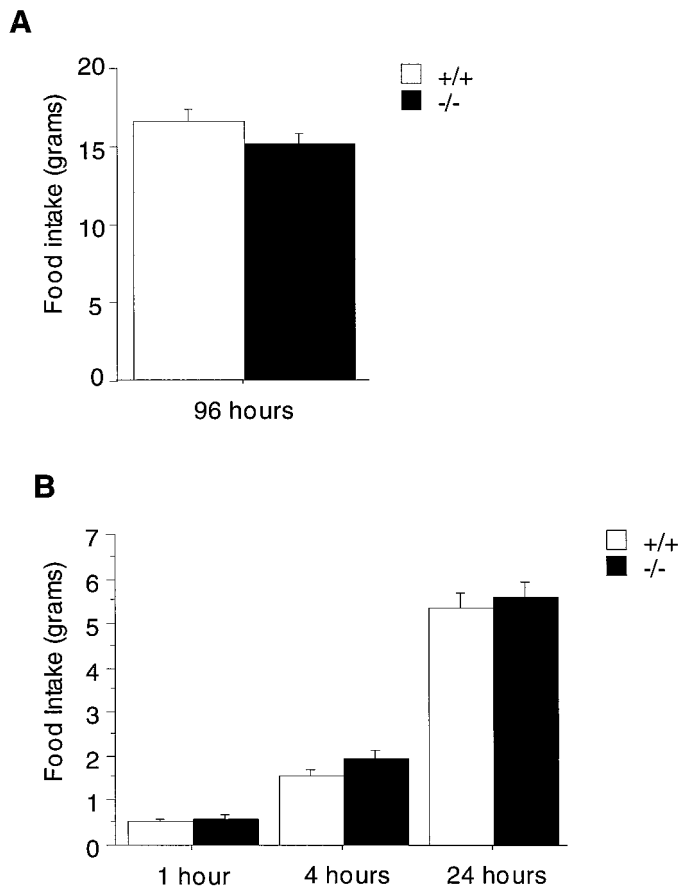 A
20
15
10
5
0
Food intake (grams)
96 hours
+/+
-/-
B
7
6
5
4
3
2
1
0
Food Intake (grams)
1 hour 4 hours 24 hours
+/+
-/-